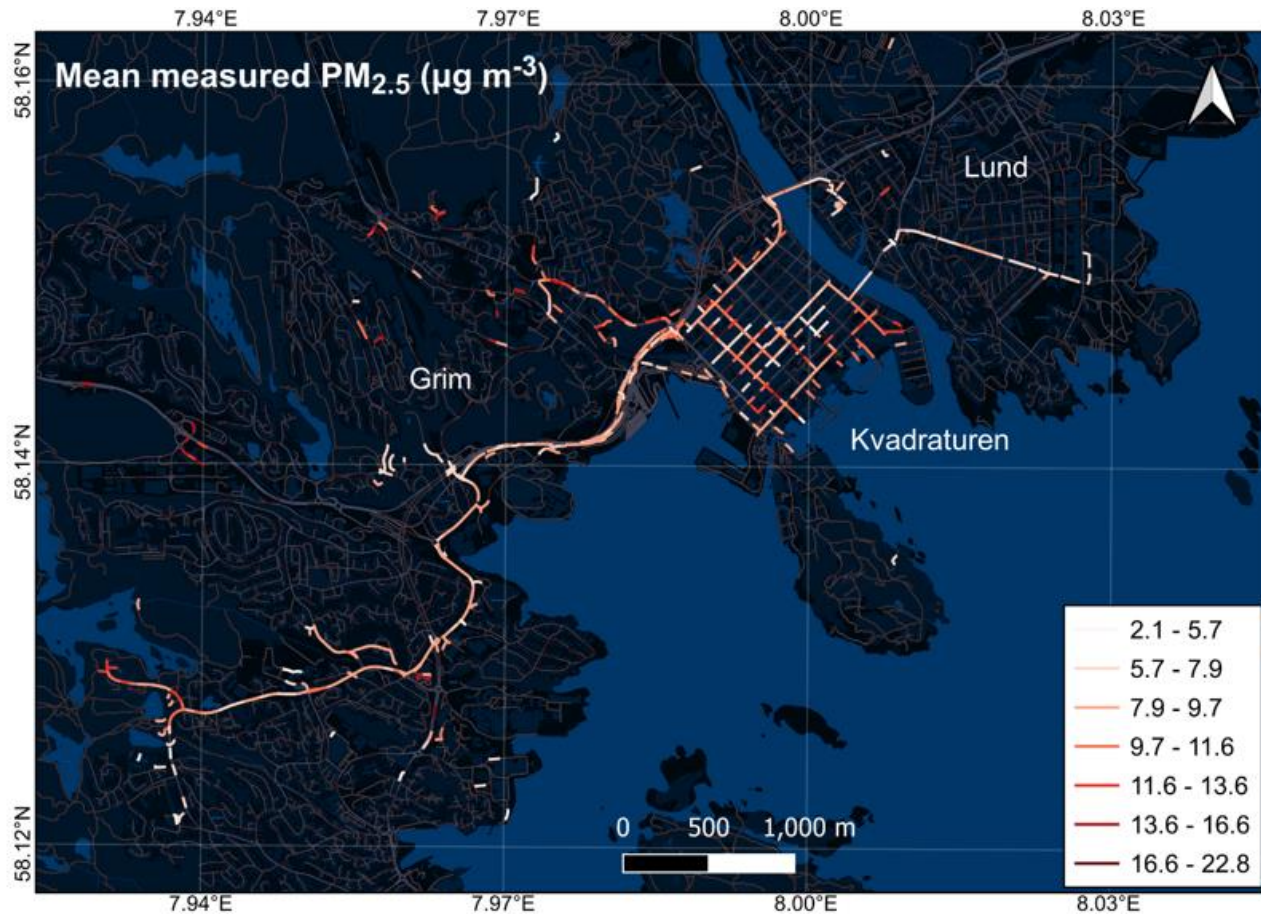 7.94°E 7.97°E 8.00°E 8.03°E
58.16°N
Mean measured PM2.5 (µg m-3)
Lund
Grim
Kvadraturen
58.14°N
58.12°N
0 500 1,000 m
2.1 - 5.7
5.7 - 7.9
7.9 - 9.7
9.7 - 11.6
11.6 - 13.6
13.6 - 16.6
16.6 - 22.8
7.94°E 7.97°E 8.00°E 8.03°E